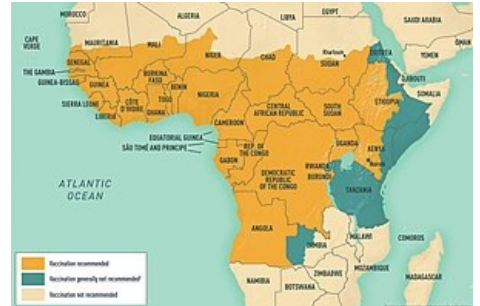 MOROCCO
ALGERIA
LIBYA
EGYPT
SAUDI ARABIA
CAPE
VERDE
MAURITANIA
MALI
NIGER
CHAD
Khartoum
SUDAN
ERITREA
YEMEN
OMAN
SENEGAL
THE GAMBIA
GUINEA-BISSAU
GUINEA
BURKINA
FASO
BENIN
NIGERIA
DJIBOUTI
SOMALIA
SIERRA LEONE
CÔTE
D'IVOIRE
TOGO
GHANA
LIBERIA
CAMEROON
CENTRAL
AFRICAN REPUBLIC
SOUTH
SUDAN
ETHIOPIA
EQUATORIAL GUINEA
SÃO TOMÉ AND PRINCIPE
GABON
REP. OF
THE CONGO
UGANDA
KENYA
Nairobi
DEMOCRATIC
REPUBLIC
OF THE CONGO
RWANDA
BURUNDI
TANZANIA
ATLANTIC
OCEAN
ANGOLA
ZAMBIA
MALAWI
COMOROS
NAMIBIA
ZIMBABWE
BOTSWANA
MOZAMBIQUE
MADAGASCAR
Vaccination recommended
Vaccination generally not recommended
Vaccination not recommended